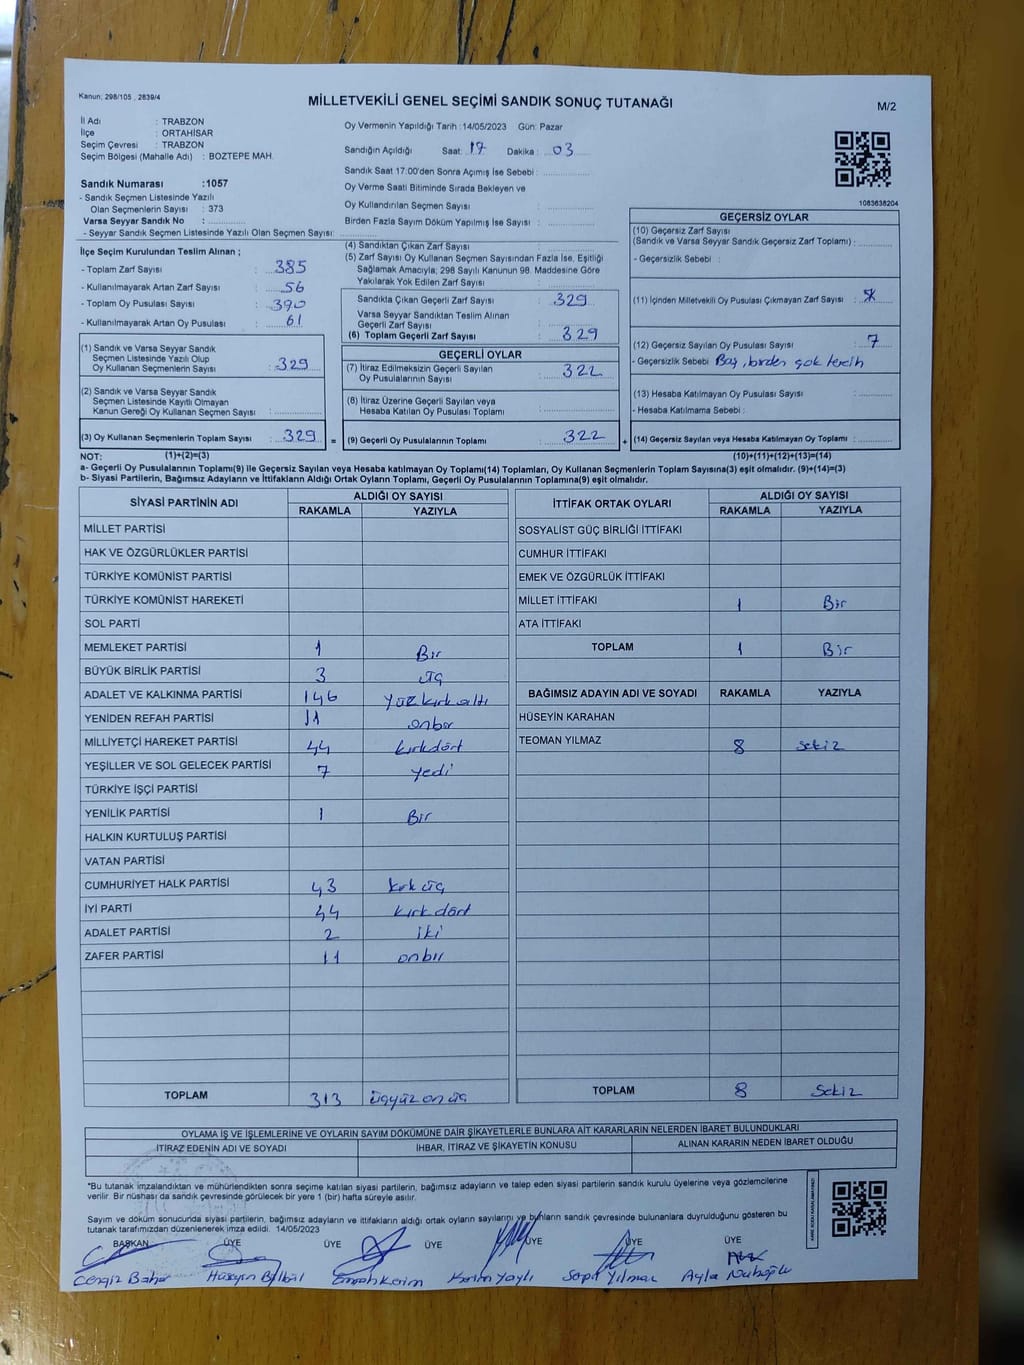 Kanun; 298/105 , 2839/4
MİLLETVEKİLİ GENEL SEÇİMİ SANDIK SONUÇ TUTANAĞI
M/2
İl Adı : TRABZON
İlçe : ORTAHİSAR
Seçim Çevresi : TRABZON
Seçim Bölgesi (Mahalle Adı) : BOZTEPE MAH.
Sandık Numarası :1057
- Sandık Seçmen Listesinde Yazılı
Olan Seçmenlerin Sayısı : 373
Varsa Seyyar Sandık No :
- Seyyar Sandık Seçmen Listesinde Yazılı Olan Seçmen Sayısı:
Oy Vermenin Yapıldığı Tarih :14/05/2023 Gün: Pazar
Sandığın Açıldığı Saat: 17 Dakika : 03
Sandık Saat 17:00'den Sonra Açımış İse Sebebi :
Oy Verme Saati Bitiminde Sırada Bekleyen ve
Oy Kullandırılan Seçmen Sayısı :
Birden Fazla Sayım Döküm Yapılmış İse Sayısı :
1083638204
İlçe Seçim Kurulundan Teslim Alınan ;
- Toplam Zarf Sayısı : 385
- Kullanılmayarak Artan Zarf Sayısı : 56
- Toplam Oy Pusulası Sayısı : 390
- Kullanılmayarak Artan Oy Pusulası : 61
(1) Sandık ve Varsa Seyyar Sandık
Seçmen Listesinde Yazılı Olup
Oy Kullanan Seçmenlerin Sayısı : 329
(2) Sandık ve Varsa Seyyar Sandık
Seçmen Listesinde Kayıtlı Olmayan
Kanun Gereği Oy Kullanan Seçmen Sayısı :
(3) Oy Kullanan Seçmenlerin Toplam Sayısı : 329 =
(4) Sandıktan Çıkan Zarf Sayısı :
(5) Zarf Sayısı Oy Kullanan Seçmen Sayısından Fazla İse, Eşitliği
Sağlamak Amacıyla; 298 Sayılı Kanunun 98. Maddesine Göre
Yakılarak Yok Edilen Zarf Sayısı :
Sandıkta Çıkan Geçerli Zarf Sayısı : 329
Varsa Seyyar Sandıktan Teslim Alınan
Geçerli Zarf Sayısı :
(6) Toplam Geçerli Zarf Sayısı : 329
GEÇERLİ OYLAR
(7) İtiraz Edilmeksizin Geçerli Sayılan
Oy Pusulalarının Sayısı : 322
(8) İtiraz Üzerine Geçerli Sayılan veya
Hesaba Katılan Oy Pusulası Toplamı :
(9) Geçerli Oy Pusulalarının Toplamı : 322 +
GEÇERSİZ OYLAR
(10) Geçersiz Zarf Sayısı
(Sandık ve Varsa Seyyar Sandık Geçersiz Zarf Toplamı) :
- Geçersizlik Sebebi :
(11) İçinden Milletvekili Oy Pusulası Çıkmayan Zarf Sayısı :
(12) Geçersiz Sayılan Oy Pusulası Sayısı : 7
- Geçersizlik Sebebi : Boş, birden çok tercih
(13) Hesaba Katılmayan Oy Pusulası Sayısı :
- Hesaba Katılmama Sebebi :
(14) Geçersiz Sayılan veya Hesaba Katılmayan Oy Toplamı :
NOT: (1)+(2)=(3) (10)+(11)+(12)+(13)=(14)
a- Geçerli Oy Pusulalarının Toplamı(9) ile Geçersiz Sayılan veya Hesaba katılmayan Oy Toplamı(14) Toplamları, Oy Kullanan Seçmenlerin Toplam Sayısına(3) eşit olmalıdır. (9)+(14)=(3)
b- Siyasi Partilerin, Bağımsız Adayların ve İttifakların Aldığı Ortak Oyların Toplamı, Geçerli Oy Pusulalarının Toplamına(9) eşit olmalıdır.
SİYASİ PARTİNİN ADI ALDIĞI OY SAYISI
RAKAMLA YAZIYLA
MİLLET PARTİSİ
HAK VE ÖZGÜRLÜKLER PARTİSİ
TÜRKİYE KOMÜNİST PARTİSİ
TÜRKİYE KOMÜNİST HAREKETİ
SOL PARTİ
MEMLEKET PARTİSİ 1 Bir
BÜYÜK BİRLİK PARTİSİ 3 üç
ADALET VE KALKINMA PARTİSİ 146 yüz kırk altı
YENİDEN REFAH PARTİSİ 11 onbir
MİLLİYETÇİ HAREKET PARTİSİ 44 kırkdört
YEŞİLLER VE SOL GELECEK PARTİSİ 7 yedi
TÜRKİYE İŞÇİ PARTİSİ
YENİLİK PARTİSİ 1 Bir
HALKIN KURTULUŞ PARTİSİ
VATAN PARTİSİ
CUMHURİYET HALK PARTİSİ 43 kırk üç
İYİ PARTİ 44 kırk dört
ADALET PARTİSİ 2 iki
ZAFER PARTİSİ 11 onbir
TOPLAM 313 üçyüz on üç
İTTİFAK ORTAK OYLARI ALDIĞI OY SAYISI
RAKAMLA YAZIYLA
SOSYALİST GÜÇ BİRLİĞİ İTTİFAKI
CUMHUR İTTİFAKI
EMEK VE ÖZGÜRLÜK İTTİFAKI
MİLLET İTTİFAKI 1 Bir
ATA İTTİFAKI
TOPLAM 1 Bir
BAĞIMSIZ ADAYIN ADI VE SOYADI RAKAMLA YAZIYLA
HÜSEYİN KARAHAN
TEOMAN YILMAZ 8 sekiz
TOPLAM 8 sekiz
OYLAMA İŞ VE İŞLEMLERİNE VE OYLARIN SAYIM DÖKÜMÜNE DAİR ŞİKAYETLERLE BUNLARA AİT KARARLARIN NELERDEN İBARET BULUNDUKLARI
İTİRAZ EDENİN ADI VE SOYADI İHBAR, İTİRAZ VE ŞİKAYETİN KONUSU ALINAN KARARIN NEDEN İBARET OLDUĞU
"Bu tutanak imzalandıktan ve mühürlendikten sonra seçime katılan siyasi partilerin, bağımsız adayların ve talep eden siyasi partilerin sandık kurulu üyelerine veya gözlemcilerine
verilir. Bir nüshası da sandık çevresinde görülecek bir yere 1 (bir) hafta süreyle asılır.
Sayım ve döküm sonucunda siyasi partilerin, bağımsız adayların ve ittifakların aldığı ortak oyların sayılarını ve bunların sandık çevresinde bulunanlara duyrulduğunu gösteren bu
tutanak tarafımızdan düzenlenerek imza edildi. 14/05/2023
BAŞKAN ÜYE ÜYE ÜYE ÜYE ÜYE ÜYE
Cengiz Bahar Hüseyin Bülbül Emrah Kerim Kerim Yaylı Yılmaz Ayla